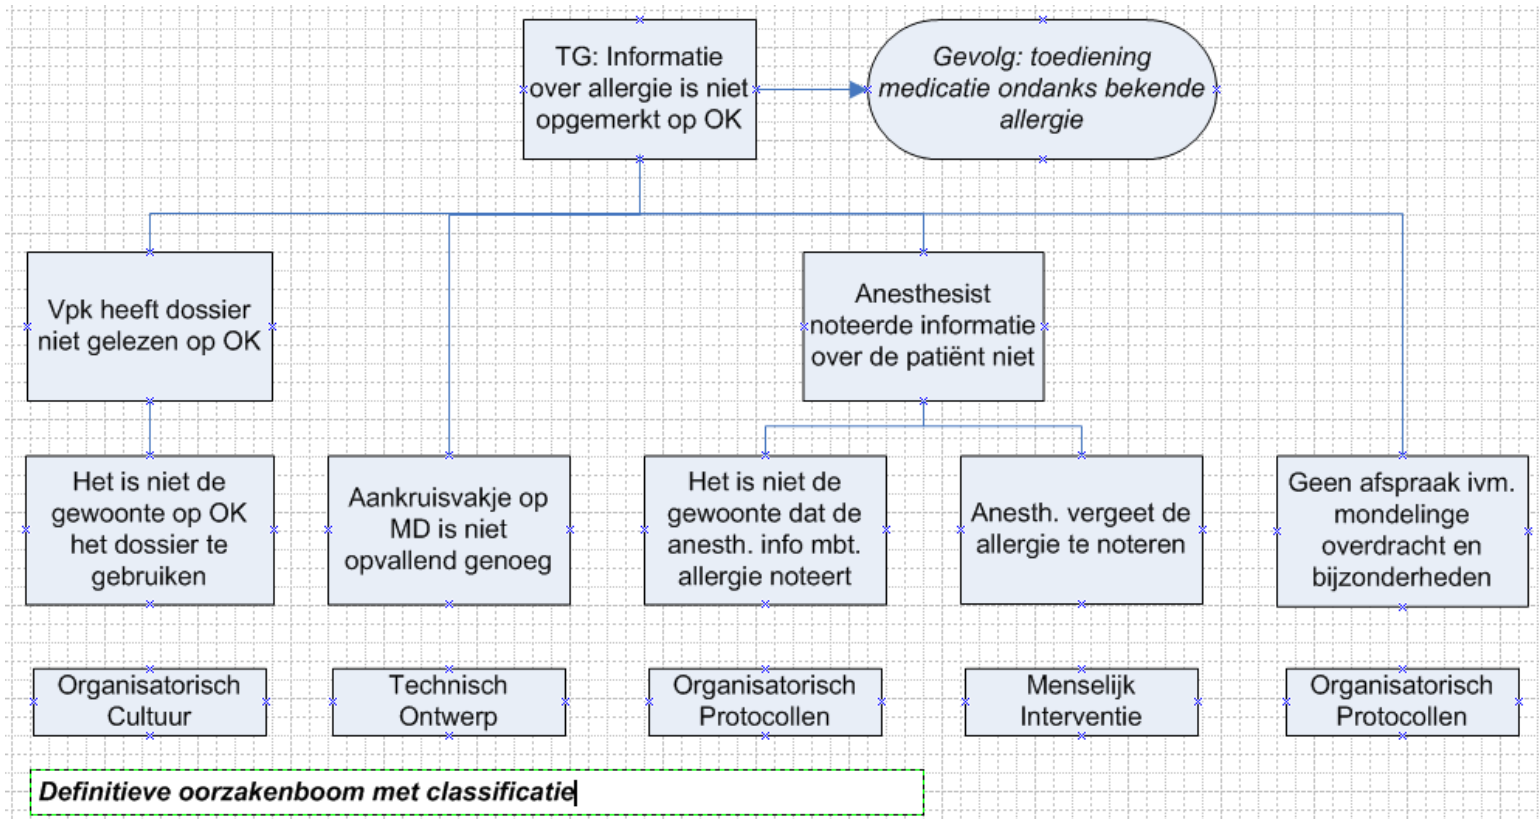 TG: Informatie
over allergie is niet
opgemerkt op OK
Gevolg: toediening
medicatie ondanks bekende
allergie
Vpk heeft dossier
niet gelezen op OK
Anesthesist
noteerde informatie
over de patiënt niet
Het is niet de
gewoonte op OK
het dossier te
gebruiken
Aankruisvakje op
MD is niet
opvallend genoeg
Het is niet de
gewoonte dat de
anesth. info mbt.
allergie noteert
Anesth. vergeet de
allergie te noteren
Geen afspraak ivm.
mondelinge
overdracht en
bijzonderheden
Organisatorisch
Cultuur
Technisch
Ontwerp
Organisatorisch
Protocollen
Menselijk
Interventie
Organisatorisch
Protocollen
Definitieve oorzakenboom met classificatie